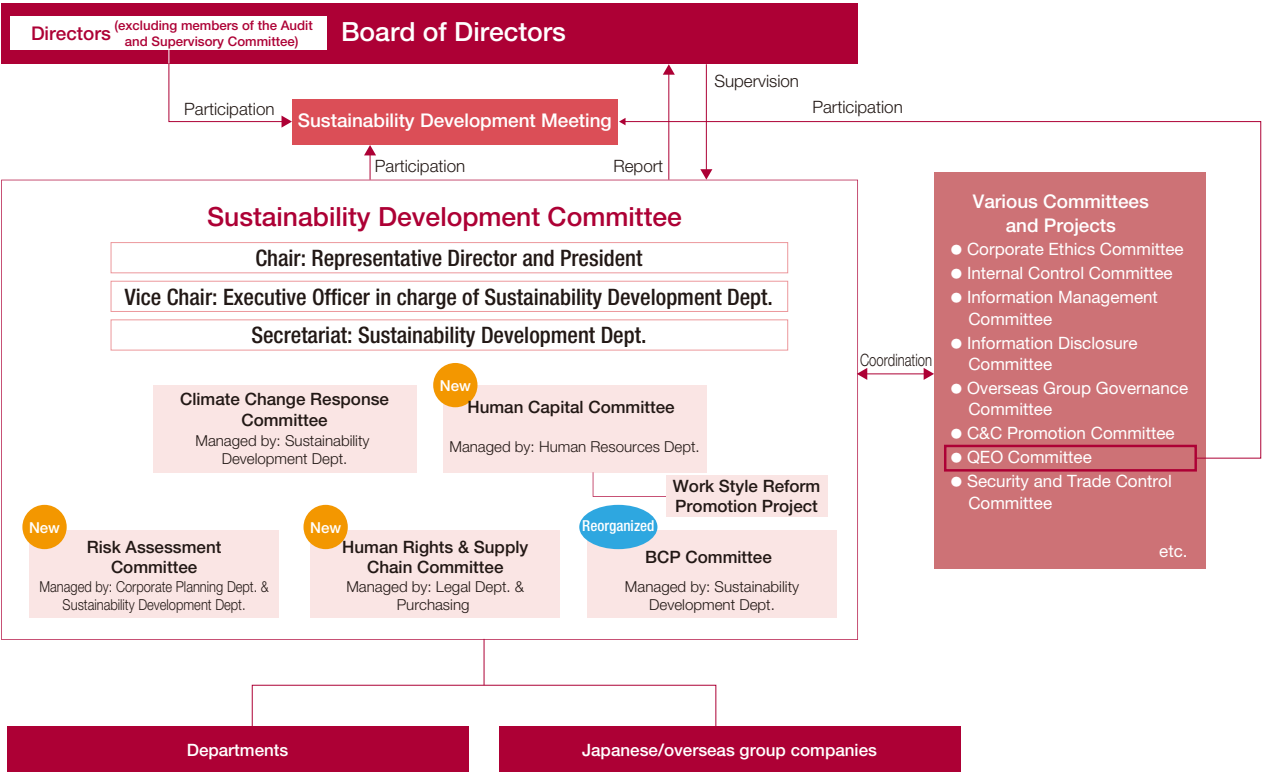 Directors (excluding members of the Audit
and Supervisory Committee)
Board of Directors
Supervision
Participation
Participation
Sustainability Development Meeting
Participation
Report
Sustainability Development Committee
Chair: Representative Director and President
Vice Chair: Executive Officer in charge of Sustainability Development Dept.
Secretariat: Sustainability Development Dept.
Climate Change Response
Committee
Managed by: Sustainability
Development Dept.
New
Human Capital Committee
Managed by: Human Resources Dept.
Work Style Reform
Promotion Project
New
Risk Assessment
Committee
Managed by: Corporate Planning Dept. &
Sustainability Development Dept.
New
Human Rights & Supply
Chain Committee
Managed by: Legal Dept. &
Purchasing
Reorganized
BCP Committee
Managed by: Sustainability
Development Dept.
Coordination
Various Committees
and Projects
● Corporate Ethics Committee
● Internal Control Committee
● Information Management
Committee
● Information Disclosure
Committee
● Overseas Group Governance
Committee
● C&C Promotion Committee
● QEO Committee
● Security and Trade Control
Committee
etc.
Departments
Japanese/overseas group companies